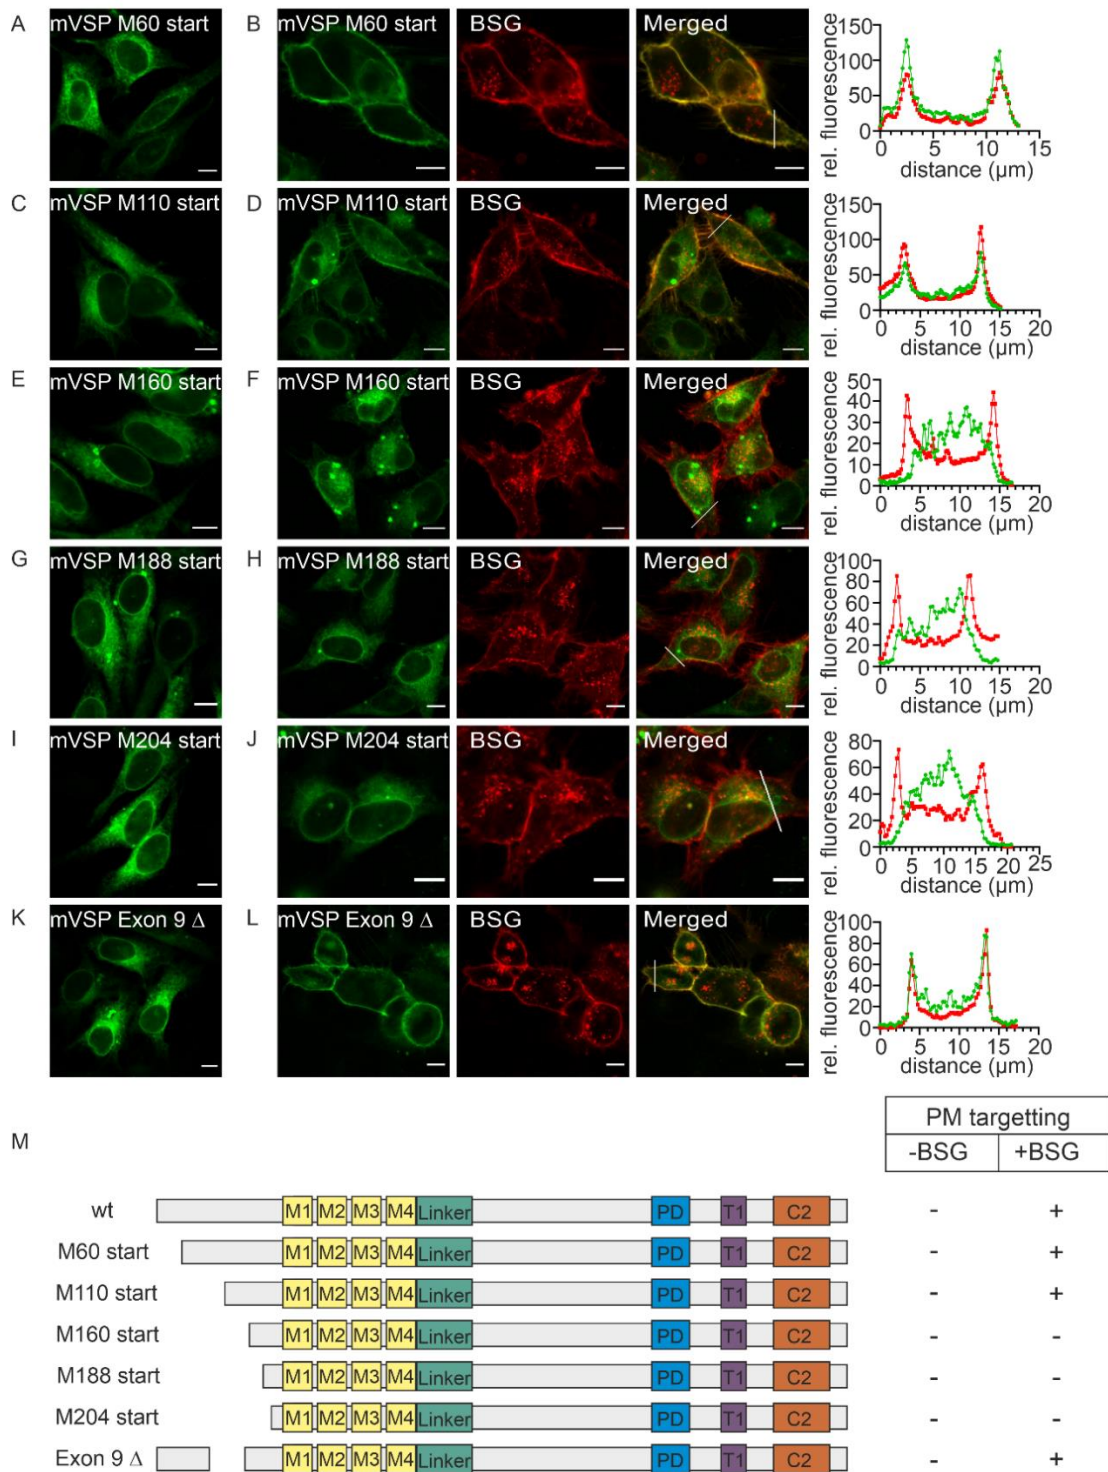 A mVSP M60 start B mVSP M60 start BSG Merged
rel. fluorescence
150
100
50
0
0 5 10 15
distance (µm)
C mVSP M110 start D mVSP M110 start BSG Merged
rel. fluorescence
150
100
50
0
0 5 10 15 20
distance (µm)
E mVSP M160 start F mVSP M160 start BSG Merged
rel. fluorescence
50
40
30
20
10
0
0 5 10 15 20
distance (µm)
G mVSP M188 start H mVSP M188 start BSG Merged
rel. fluorescence
100
80
60
40
20
0
0 5 10 15 20
distance (µm)
I mVSP M204 start J mVSP M204 start BSG Merged
rel. fluorescence
80
60
40
20
0
0 5 10 15 20 25
distance (µm)
K mVSP Exon 9 Δ L mVSP Exon 9 Δ BSG Merged
rel. fluorescence
100
80
60
40
20
0
0 5 10 15 20
distance (µm)
M
PM targetting
-BSG +BSG
wt M1 M2 M3 M4 Linker PD T1 C2 - +
M60 start M1 M2 M3 M4 Linker PD T1 C2 - +
M110 start M1 M2 M3 M4 Linker PD T1 C2 - +
M160 start M1 M2 M3 M4 Linker PD T1 C2 - -
M188 start M1 M2 M3 M4 Linker PD T1 C2 - -
M204 start M1 M2 M3 M4 Linker PD T1 C2 - -
Exon 9 Δ M1 M2 M3 M4 Linker PD T1 C2 - +